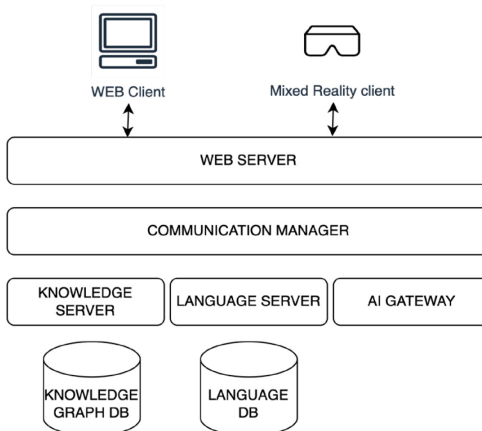 WEB Client
Mixed Reality client
WEB SERVER
COMMUNICATION MANAGER
KNOWLEDGE
SERVER
LANGUAGE SERVER
AI GATEWAY
KNOWLEDGE
GRAPH DB
LANGUAGE
DB